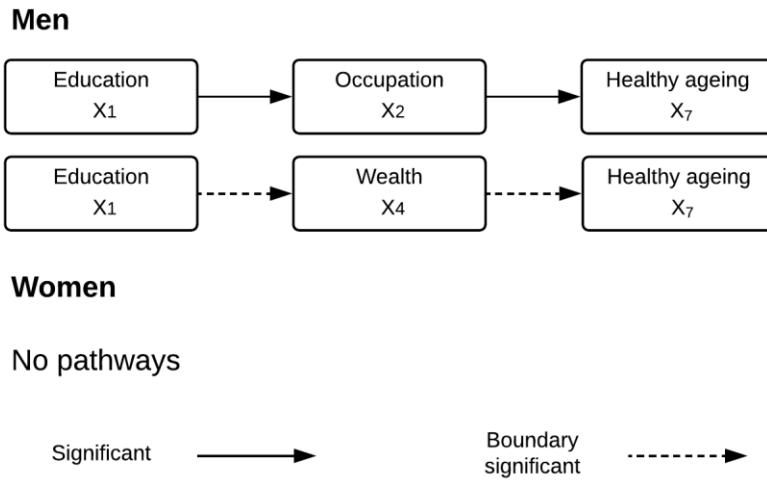 Men
Education Occupation Healthy ageing
X1 X2 X7
Education Wealth Healthy ageing
X1 X4 X7
Women
No pathways
Significant
Boundary
significant